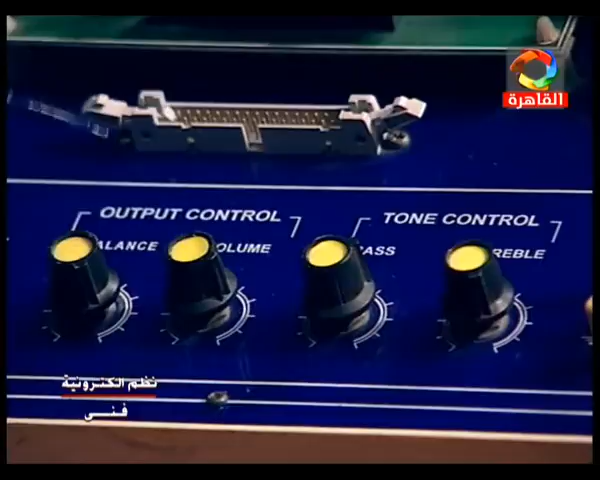 القاهرة
OUTPUT CONTROL
TONE CONTROL
ALANCE
OLUME
ASS
REBLE
نظم الكترونية
فنى